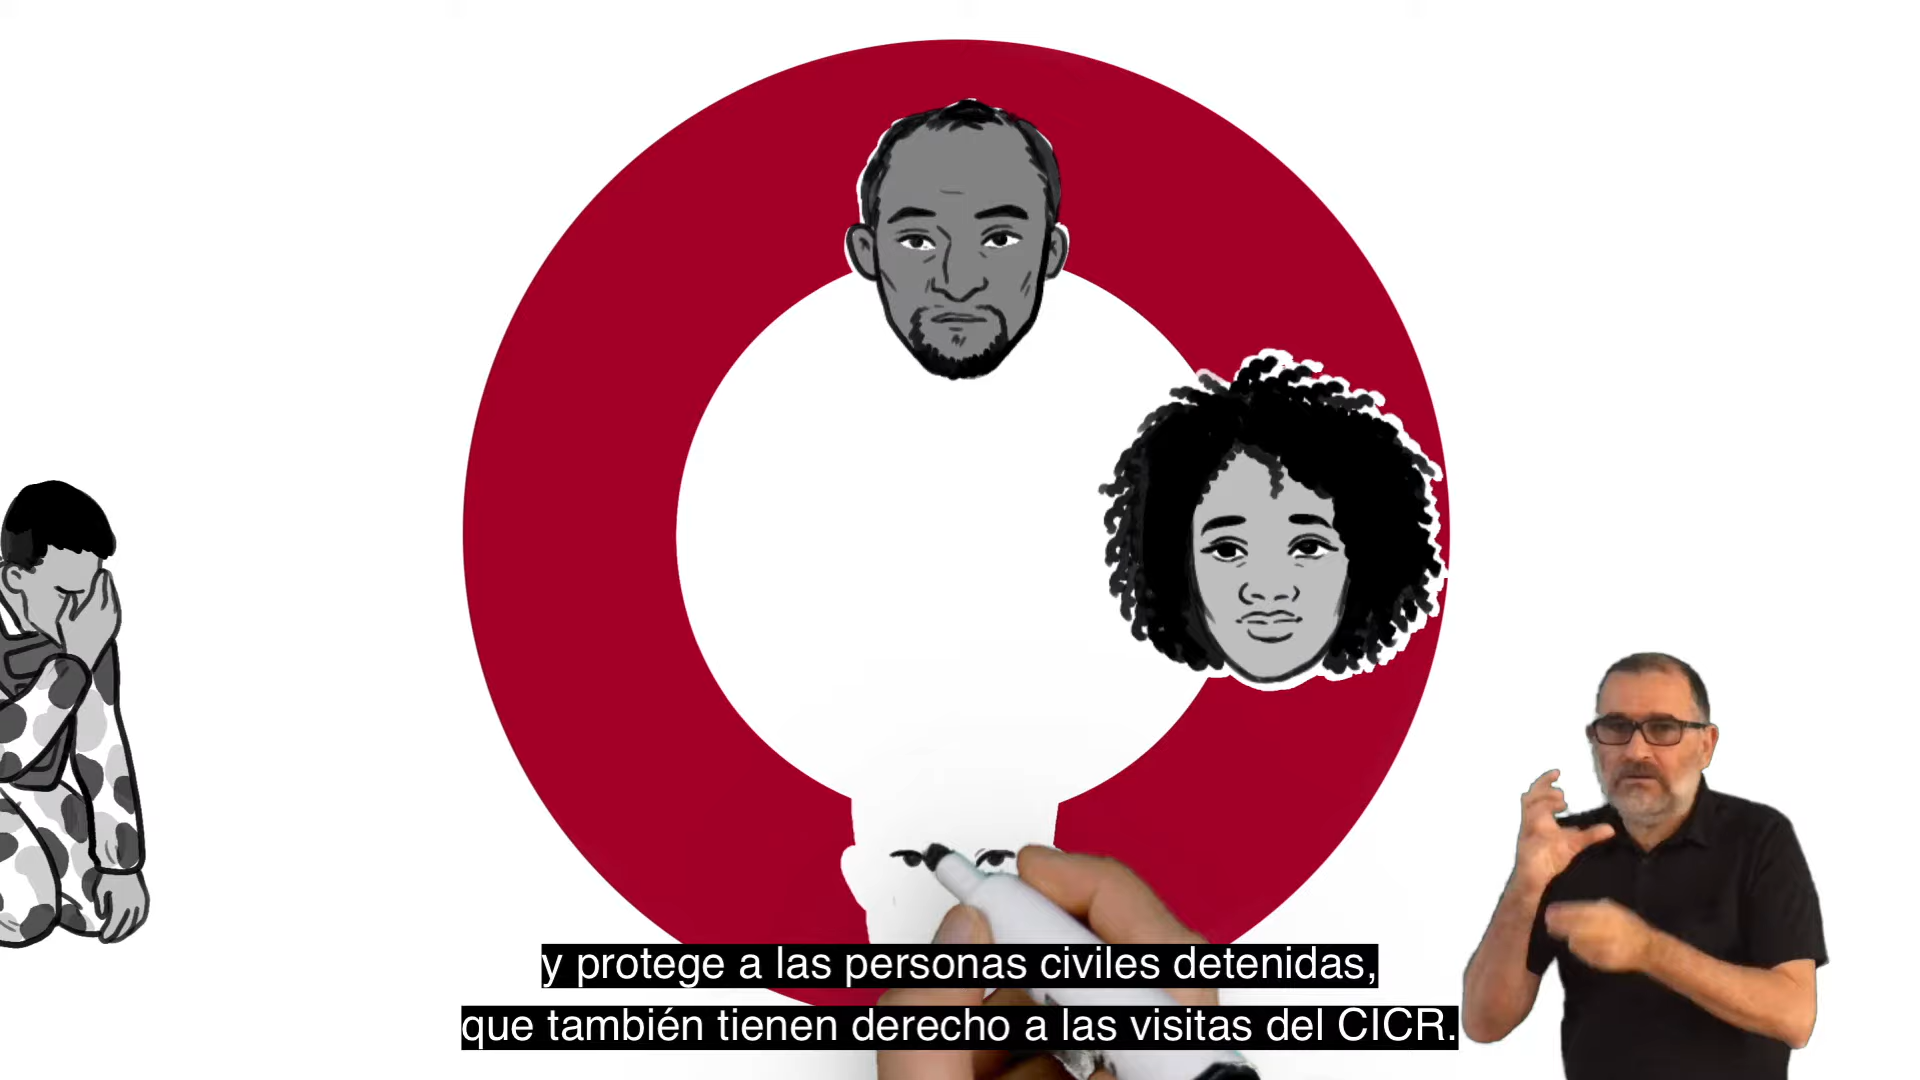 y protege a las personas civiles detenidas,
que también tienen derecho a las visitas del CICR.